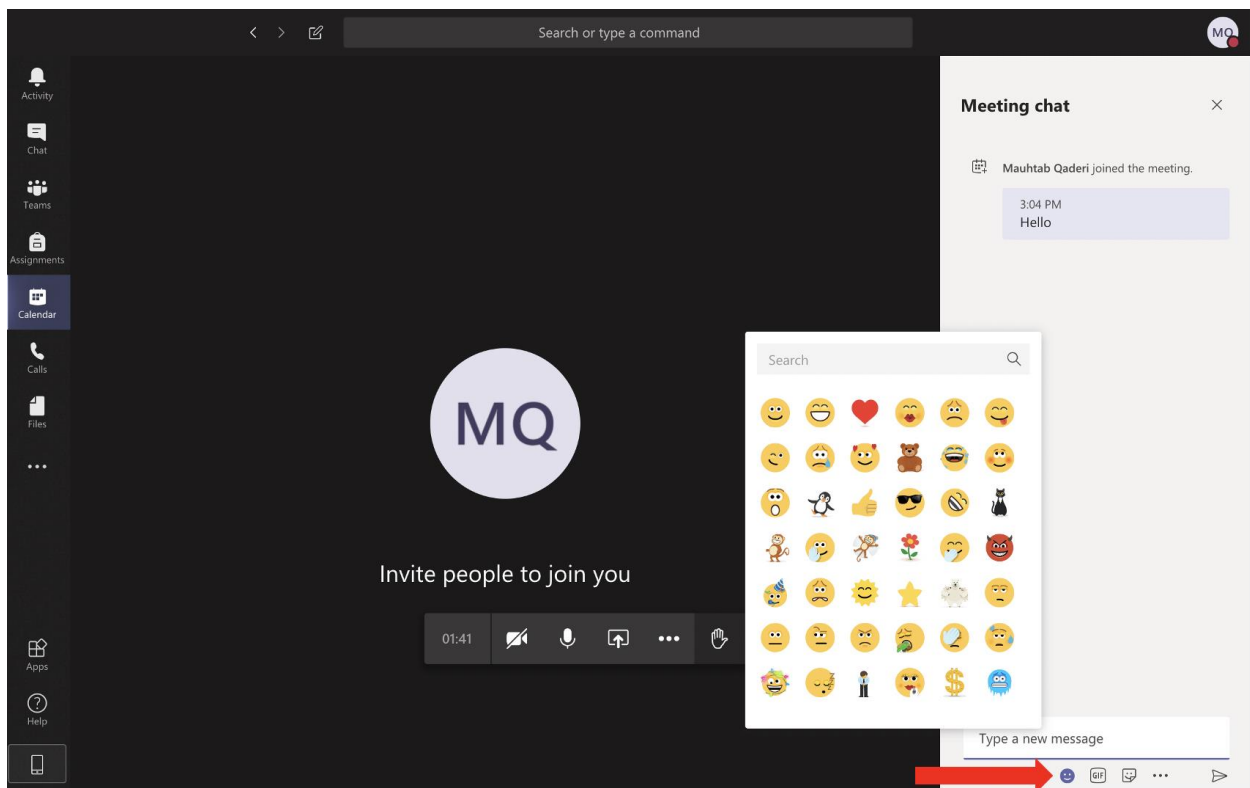 Search or type a command
MQ
Activity
Chat
Teams
Assignments
Calendar
Calls
Files
Apps
Help
MQ
Invite people to join you
01:41
Search
Meeting chat
Mauhtab Qaderi joined the meeting.
3:04 PM
Hello
Type a new message
GIF